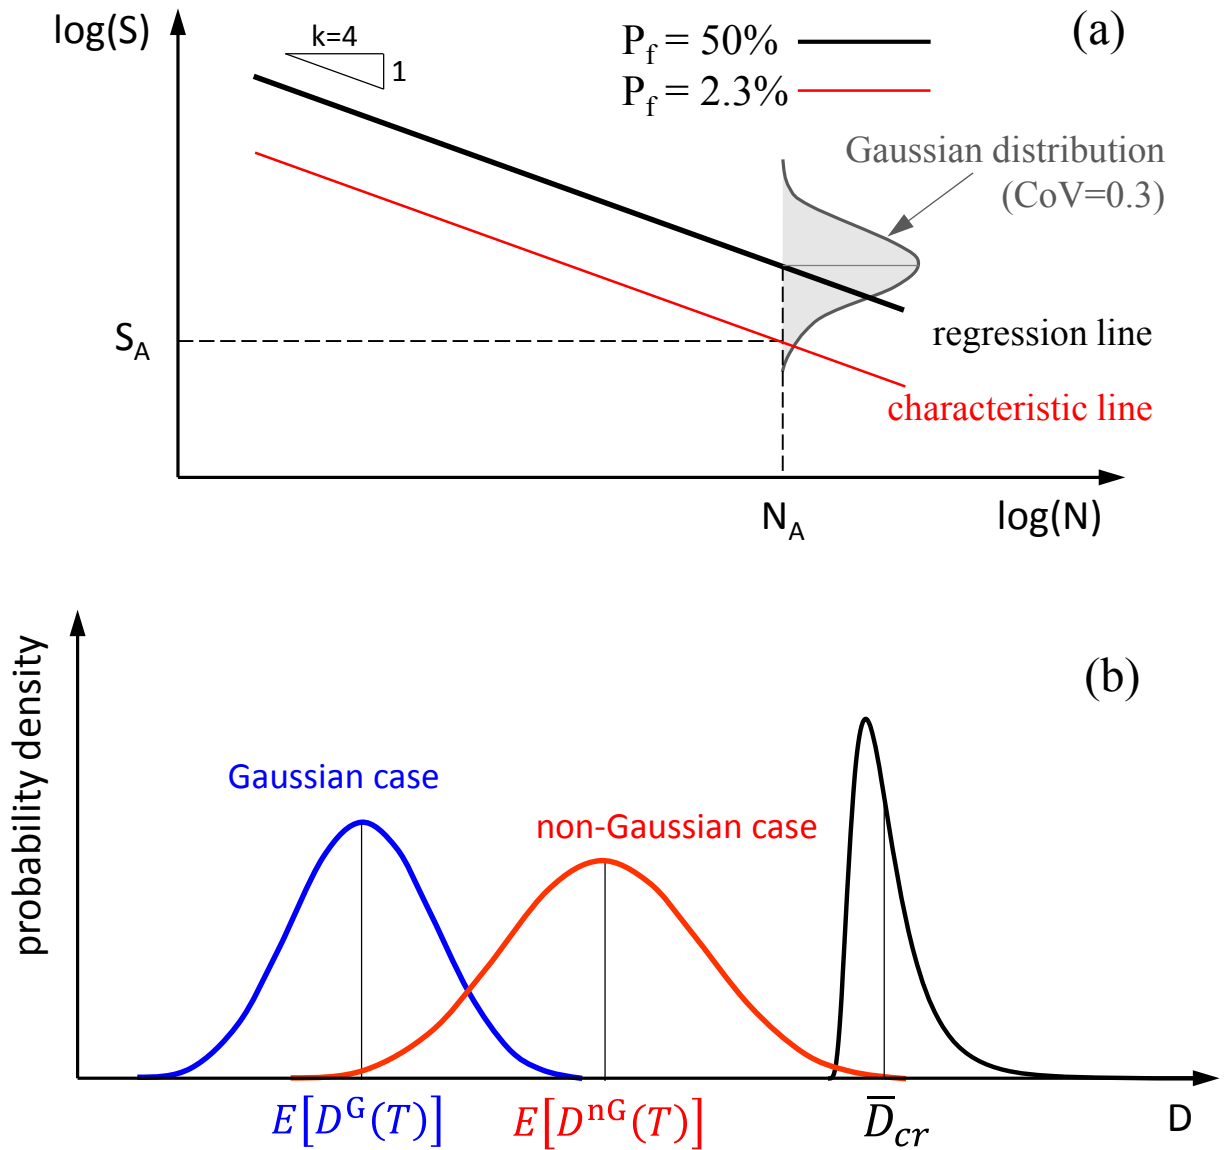 log(S)
k=4
1
P_f = 50%
P_f = 2.3%
(a)
Gaussian distribution
(CoV=0.3)
S_A
regression line
characteristic line
N_A
log(N)
probability density
(b)
Gaussian case
non-Gaussian case
E[D^G(T)]
E[D^nG(T)]
D̅_cr
D